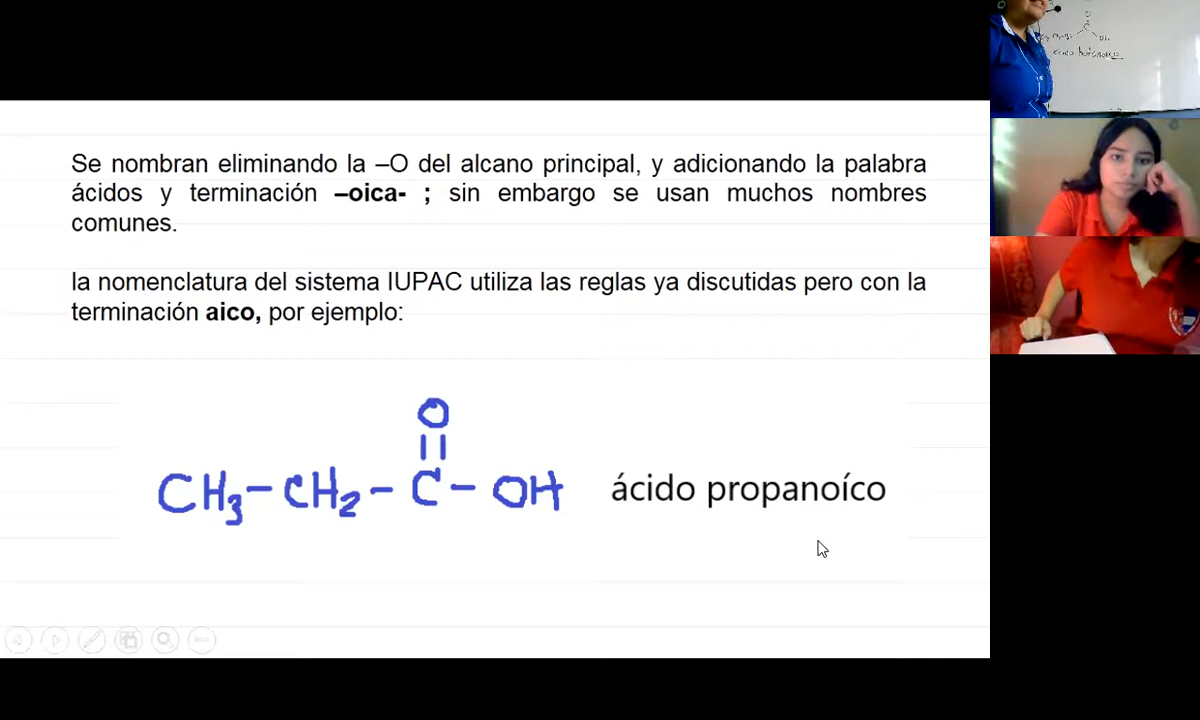 Se nombran eliminando la –O del alcano principal, y adicionando la palabra
ácidos y terminación –oica- ; sin embargo se usan muchos nombres
comunes.
la nomenclatura del sistema IUPAC utiliza las reglas ya discutidas pero con la
terminación aico, por ejemplo:
O
CH3-CH2-C-OH ácido propanoíco